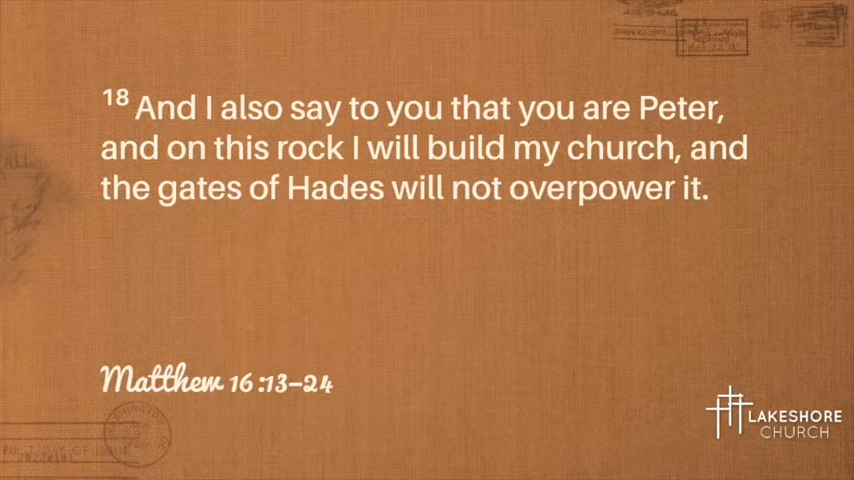 18 And I also say to you that you are Peter,
and on this rock I will build my church, and
the gates of Hades will not overpower it.
Matthew 16:13–24
LAKESHORE
CHURCH